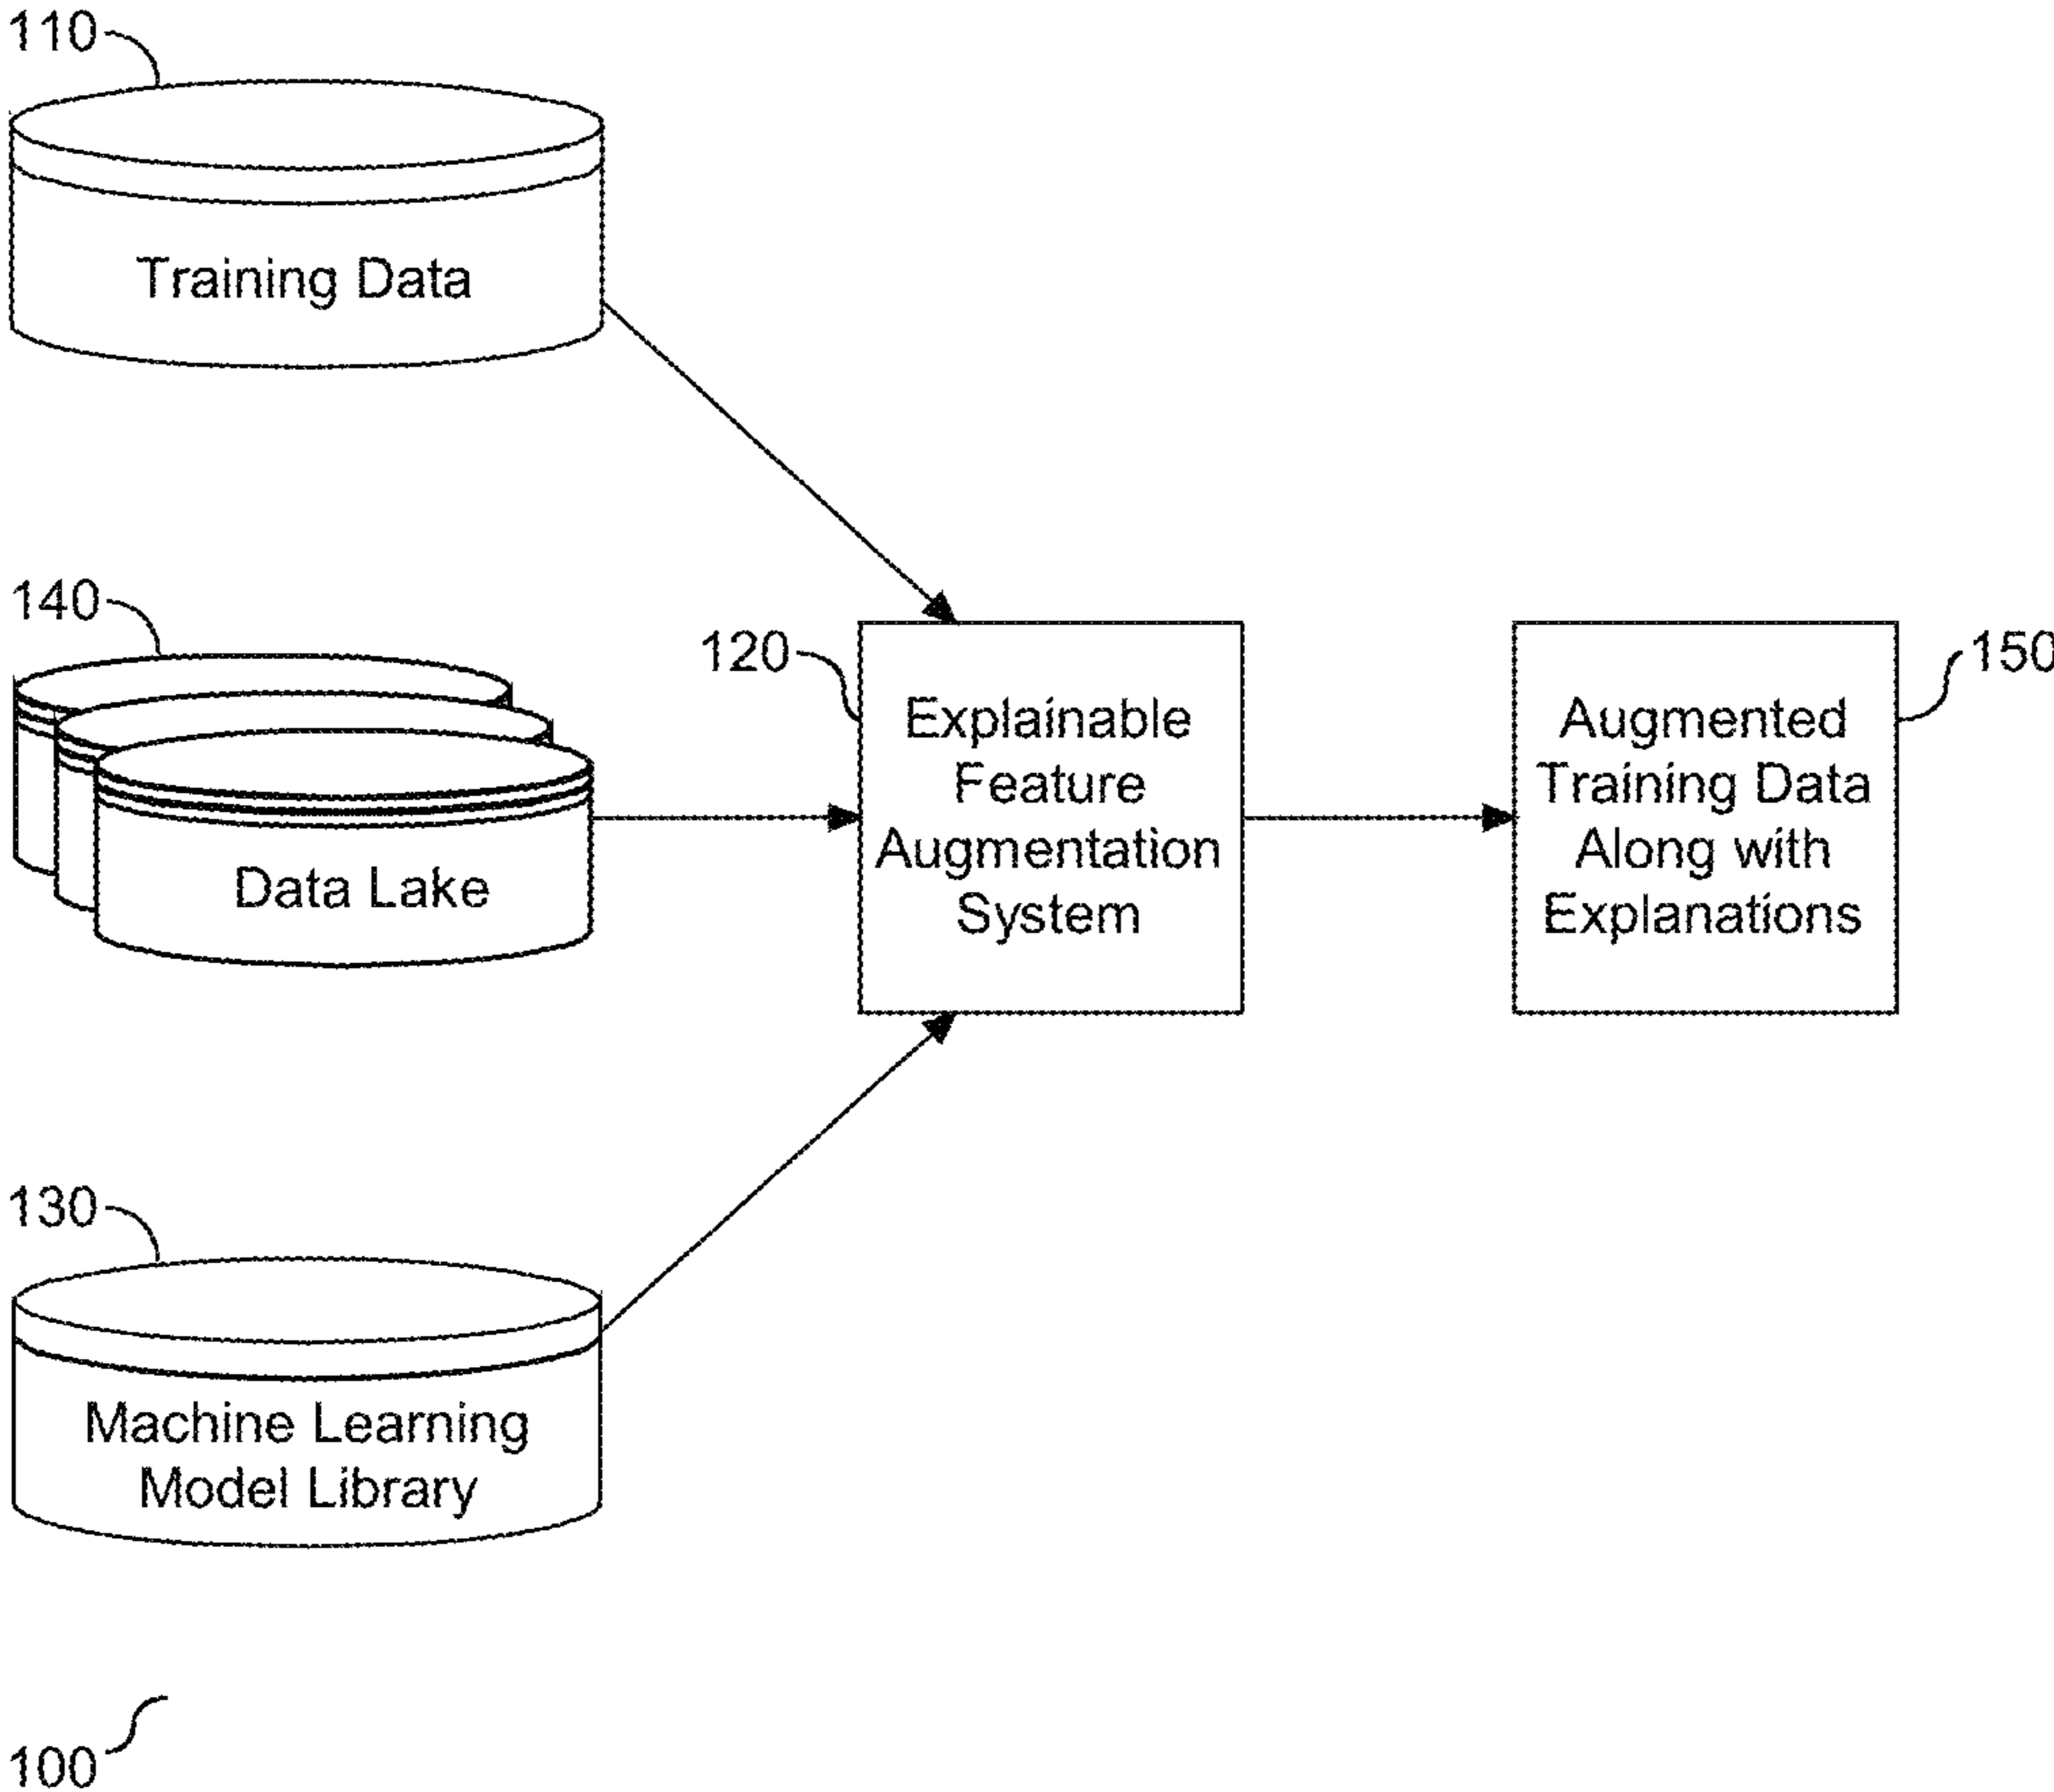 110
Training Data
140
Data Lake
120
Explainable
Feature
Augmentation
System
150
Augmented
Training Data
Along with
Explanations
130
Machine Learning
Model Library
100